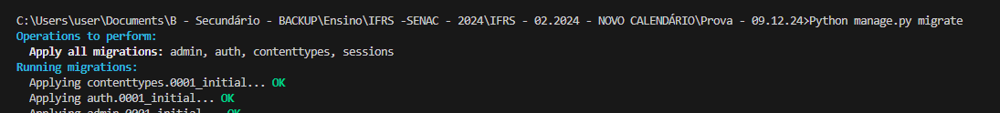 C:\Users\user\Documents\B - Secundário - BACKUP\Ensino\IFRS -SENAC - 2024\IFRS - 02.2024 - NOVO CALENDÁRIO\Prova - 09.12.24>Python manage.py migrate
Operations to perform:
Apply all migrations: admin, auth, contenttypes, sessions
Running migrations:
Applying contenttypes.0001_initial... OK
Applying auth.0001_initial... OK
Applying admin.0001_initial... OK